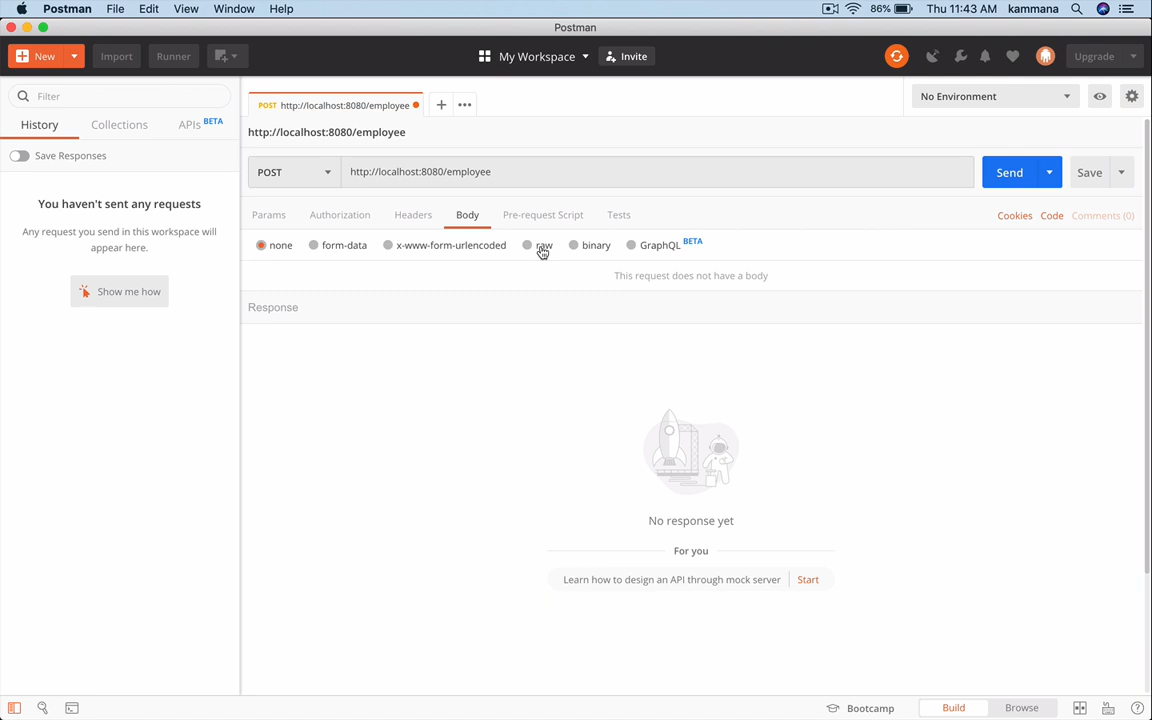 Postman File Edit View Window Help 86% Thu 11:43 AM kammana
Postman
New Import Runner My Workspace Invite Upgrade
Filter
POST http://localhost:8080/employee No Environment
History Collections APIs BETA
http://localhost:8080/employee
Save Responses
POST http://localhost:8080/employee Send Save
You haven't sent any requests
Any request you send in this workspace will
appear here.
Show me how
Params Authorization Headers Body Pre-request Script Tests Cookies Code Comments (0)
none form-data x-www-form-urlencoded raw binary GraphQL BETA
This request does not have a body
Response
No response yet
For you
Learn how to design an API through mock server Start
Bootcamp Build Browse